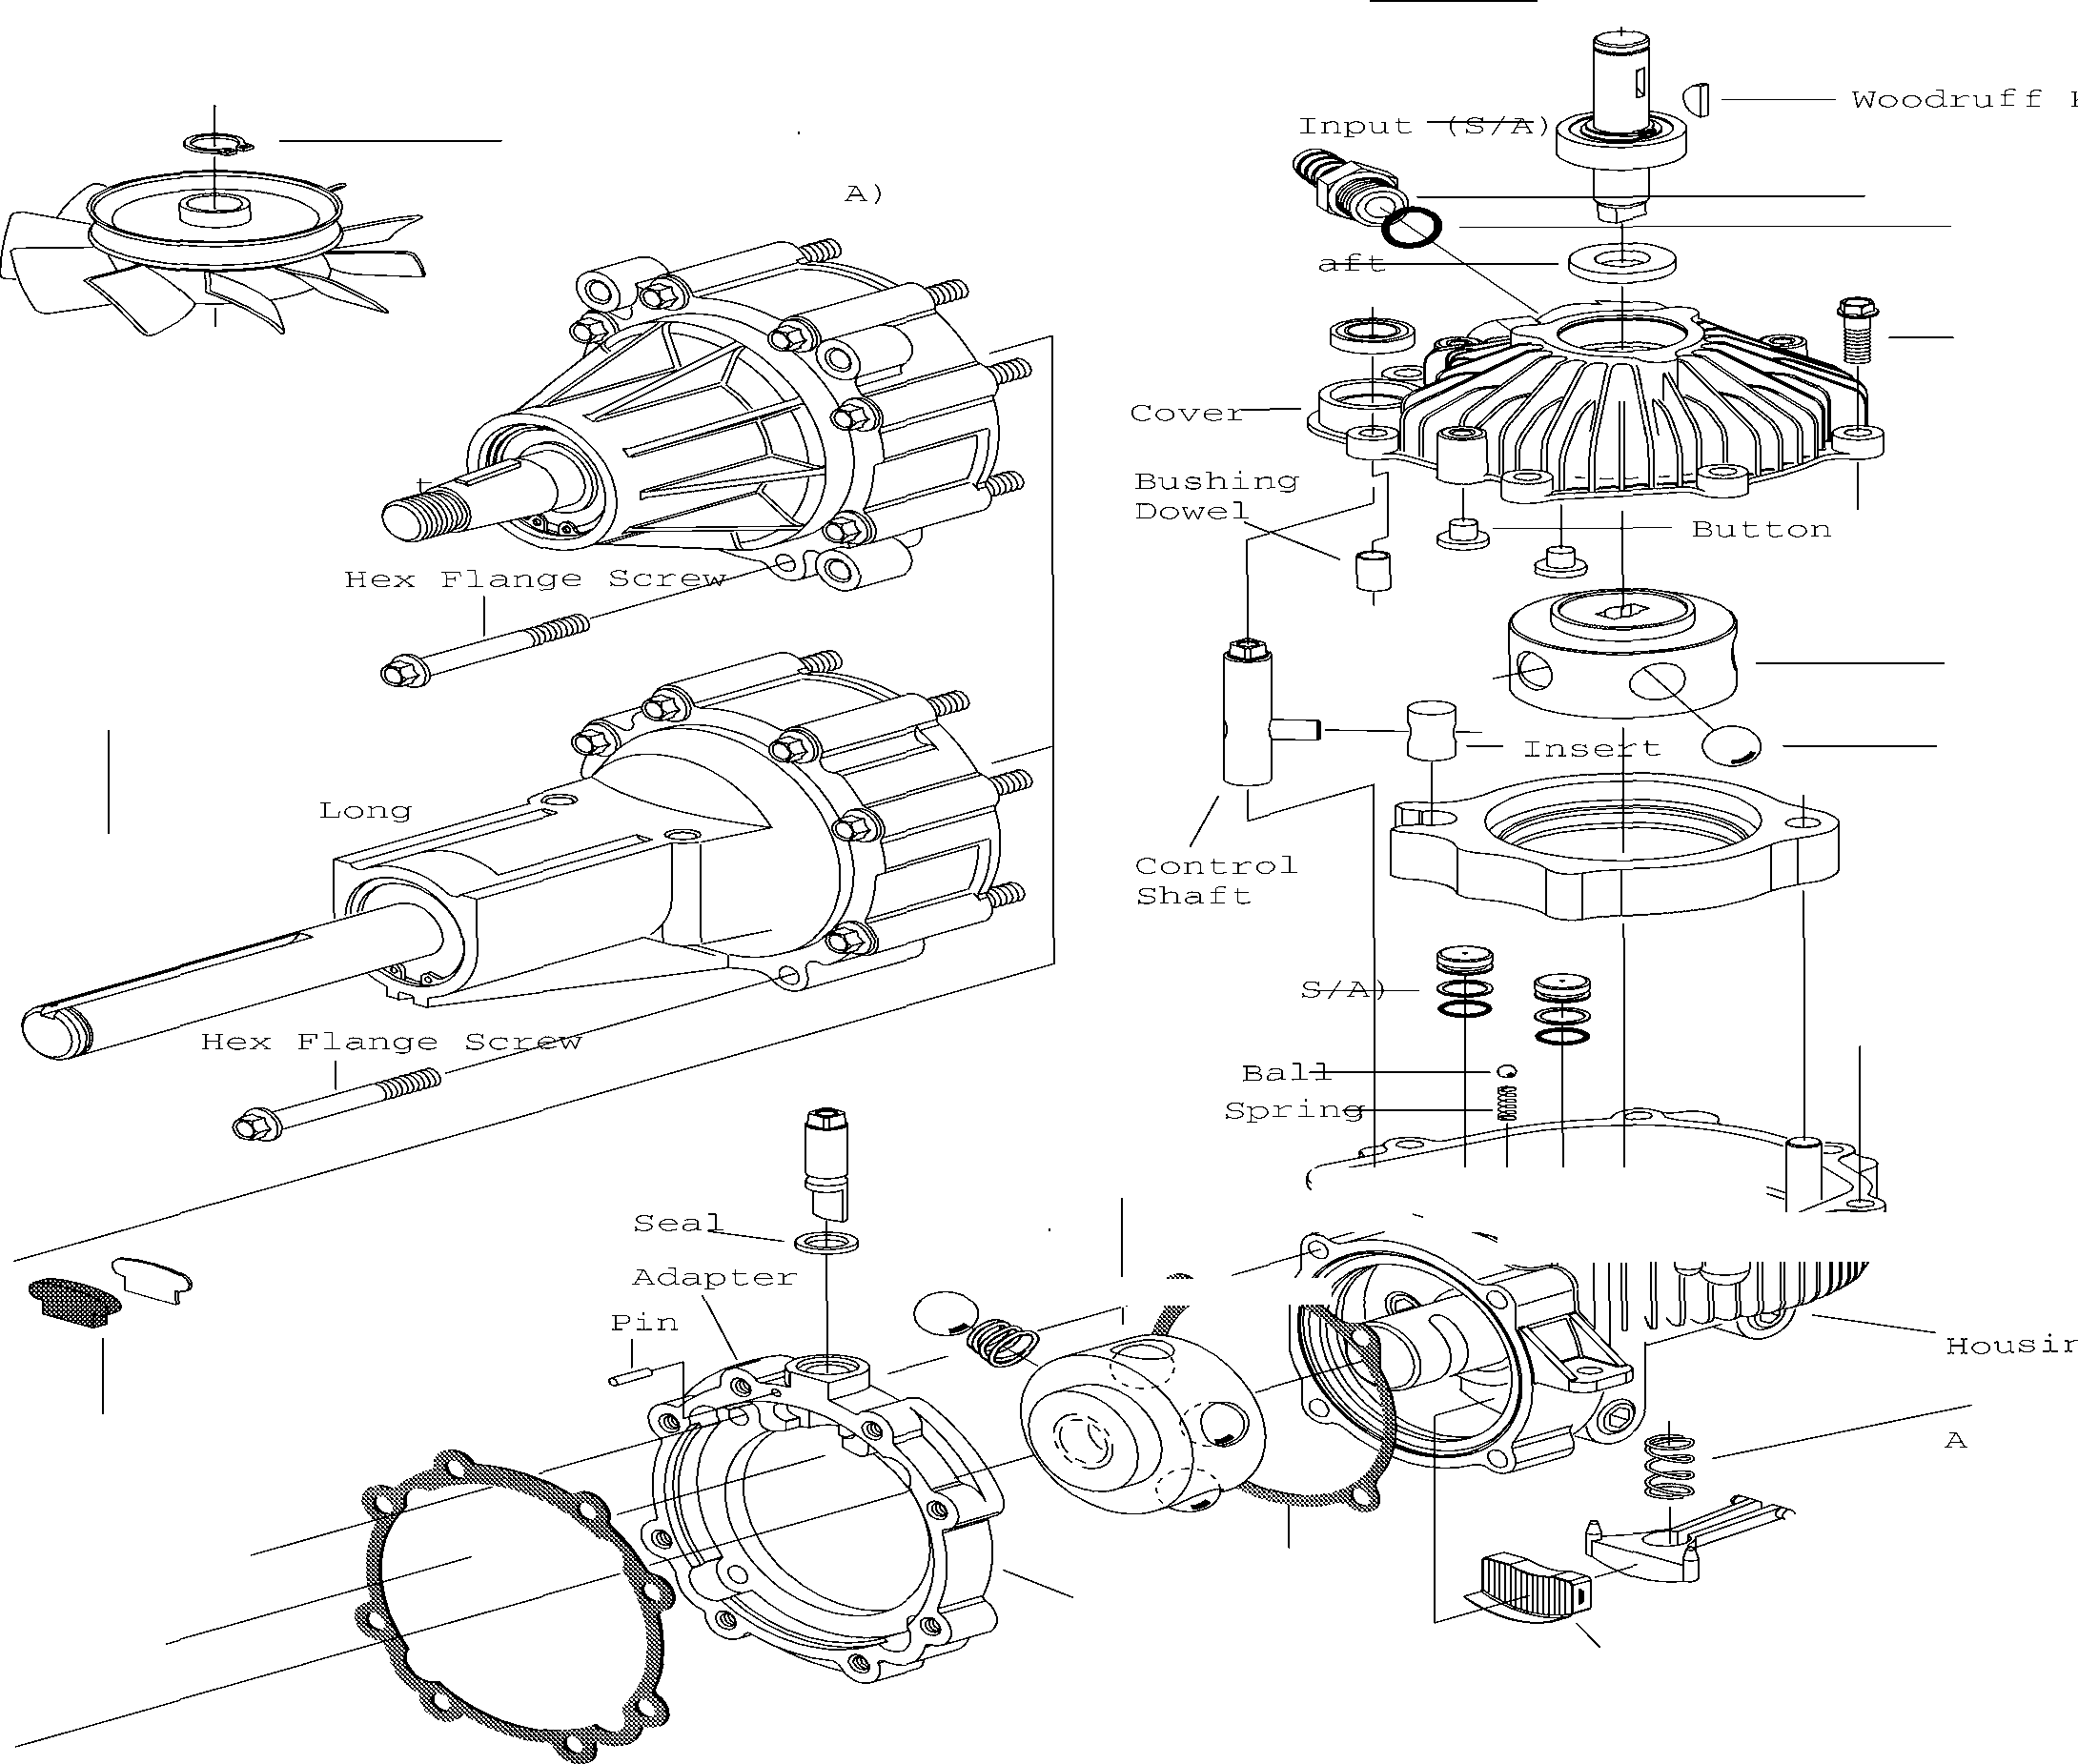 Woodruff
Input (S/A)
A)
aft
Cover
Bushing
Dowel
Button
Hex Flange Screw
Insert
Long
Control
Shaft
S/A)
Hex Flange Screw
Ball
Spring
Seal
Adapter
Pin
Housin
A